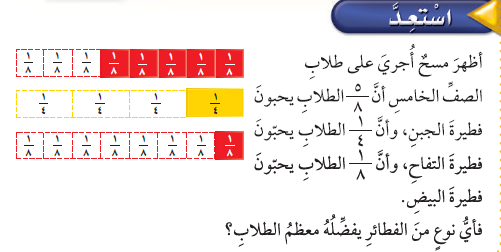 اسْتَعِدَّ
أظهرَ مسحٌ أُجريَ على طلابِ
الصفِّ الخامسِ أنَّ ٥/٨ الطلابِ يحبونَ
فطيرةَ الجبنِ، وأنَّ ١/٤ الطلابِ يحبّونَ
فطيرةَ التفاحِ، وأنَّ ١/٨ الطلابِ يحبّونَ
فطيرةَ البيضِ.
فأيُّ نوعٍ منَ الفطائرِ يفضِّلُهُ معظمُ الطلابِ؟
١/٨ ١/٨ ١/٨ ١/٨ ١/٨ ١/٨ ١/٨ ١/٨
١/٤ ١/٤ ١/٤ ١/٤
١/٨ ١/٨ ١/٨ ١/٨ ١/٨ ١/٨ ١/٨ ١/٨